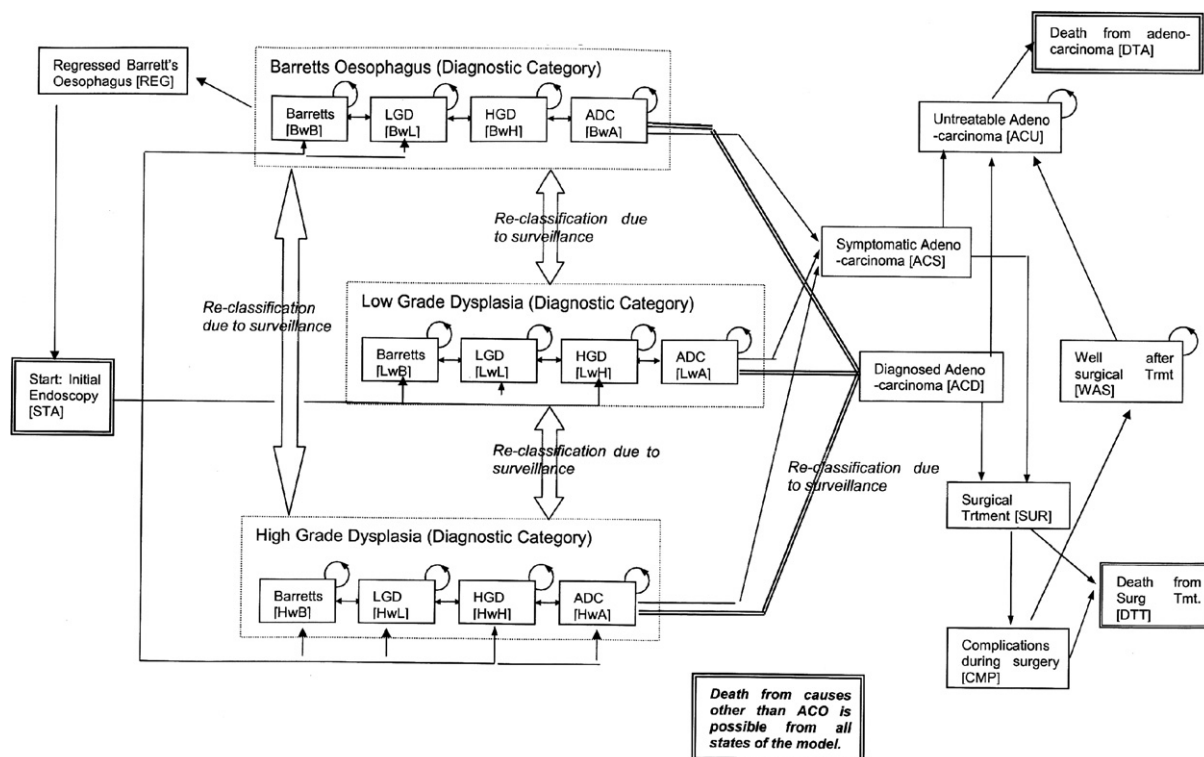 Death from adeno-
carcinoma [DTA]
Regressed Barrett's
Oesophagus [REG]
Barretts Oesophagus (Diagnostic Category)
Barretts
[BwB]
LGD
[BwL]
HGD
[BwH]
ADC
[BwA]
Untreatable Adeno
-carcinoma [ACU]
Re-classification due
to surveillance
Symptomatic Adeno
-carcinoma [ACS]
Re-classification
due to surveillance
Low Grade Dysplasia (Diagnostic Category)
Barretts
[LwB]
LGD
[LwL]
HGD
[LwH]
ADC
[LwA]
Start: Initial
Endoscopy
[STA]
Diagnosed Adeno
-carcinoma [ACD]
Well after
surgical Trmt
[WAS]
Re-classification due to
surveillance
Re-classification due
to surveillance
Surgical
Trtment [SUR]
High Grade Dysplasia (Diagnostic Category)
Barretts
[HwB]
LGD
[HwL]
HGD
[HwH]
ADC
[HwA]
Death from
Surg Tmt.
[DTT]
Complications
during surgery
[CMP]
Death from causes
other than ACO is
possible from all
states of the model.